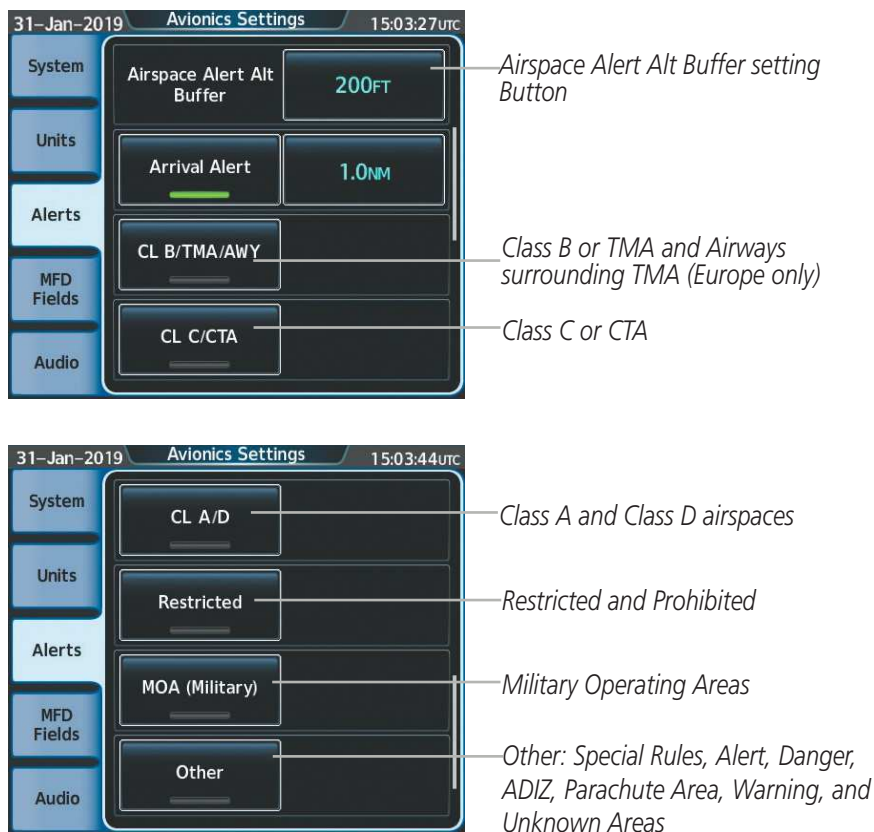 31–Jan–2019 Avionics Settings 15:03:27UTC
System
Units
Alerts
MFD
Fields
Audio
Airspace Alert Alt
Buffer
200FT
Arrival Alert
1.0NM
CL B/TMA/AWY
CL C/CTA
Airspace Alert Alt Buffer setting
Button
Class B or TMA and Airways
surrounding TMA (Europe only)
Class C or CTA
31–Jan–2019 Avionics Settings 15:03:44UTC
System
Units
Alerts
MFD
Fields
Audio
CL A/D
Restricted
MOA (Military)
Other
Class A and Class D airspaces
Restricted and Prohibited
Military Operating Areas
Other: Special Rules, Alert, Danger,
ADIZ, Parachute Area, Warning, and
Unknown Areas